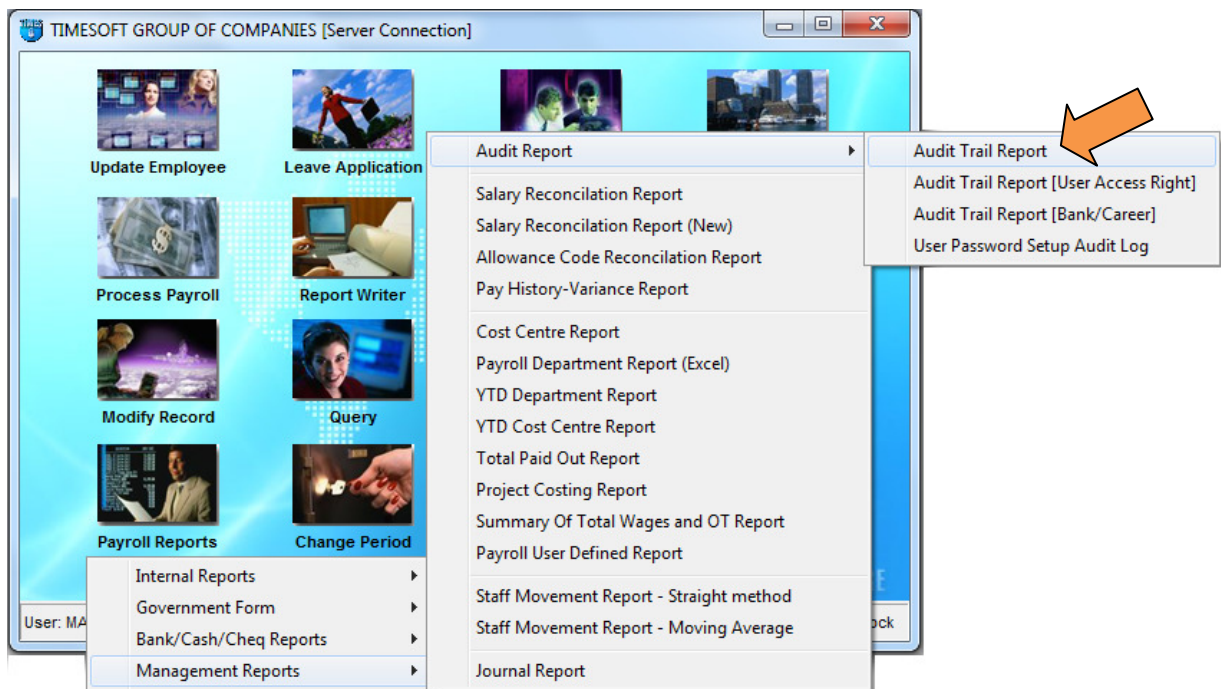 TIMESOFT GROUP OF COMPANIES [Server Connection]
Update Employee
Leave Application
Process Payroll
Report Writer
Modify Record
Query
Payroll Reports
Change Period
User: MA
ock
Internal Reports
Government Form
Bank/Cash/Cheq Reports
Management Reports
Audit Report
Salary Reconcilation Report
Salary Reconcilation Report (New)
Allowance Code Reconcilation Report
Pay History-Variance Report
Cost Centre Report
Payroll Department Report (Excel)
YTD Department Report
YTD Cost Centre Report
Total Paid Out Report
Project Costing Report
Summary Of Total Wages and OT Report
Payroll User Defined Report
Staff Movement Report - Straight method
Staff Movement Report - Moving Average
Journal Report
Audit Trail Report
Audit Trail Report [User Access Right]
Audit Trail Report [Bank/Career]
User Password Setup Audit Log